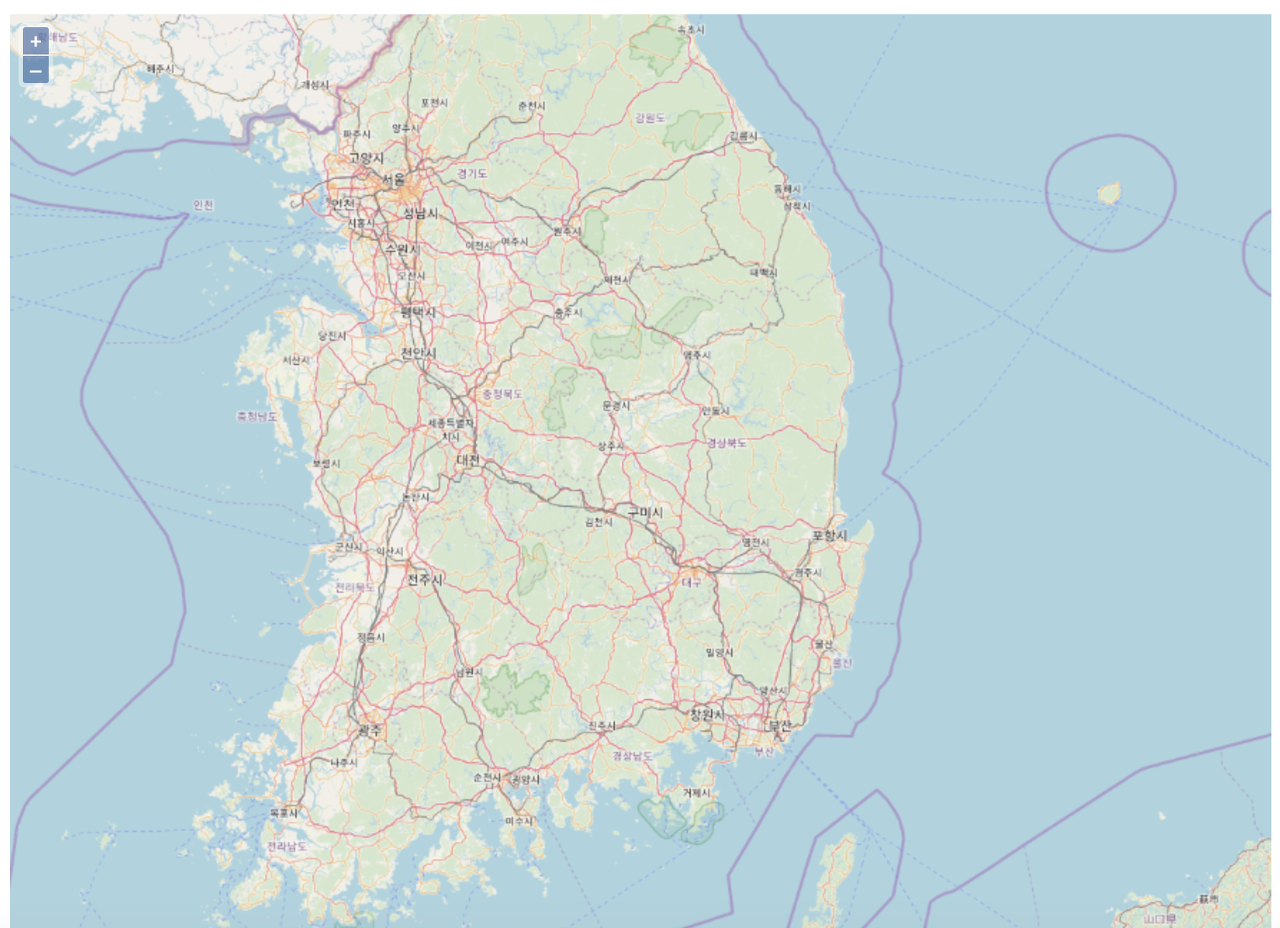 +
−
속초시
해주시
개성시
포천시
춘천시
강원도
파주시
양주시
강릉시
고양시
경기도
서울
동해시
인천
인천
삼척시
성남시
시흥시
원주시
수원시
이천시
여주시
오산시
제천시
태백시
평택시
충주시
당진시
천안시
서산시
영주시
충청북도
문경시
안동시
충청남도
세종특별자
치시
상주시
경상북도
보령시
대전
논산시
구미시
김천시
포항시
영천시
군산시
익산시
경주시
전주시
대구
전라북도
정읍시
울산
밀양시
울산
남원시
양산시
창원시
광주
진주시
부산
부산
경상남도
나주시
순천시
광양시
거제시
목포시
여수시
전라남도
萩市
山口県